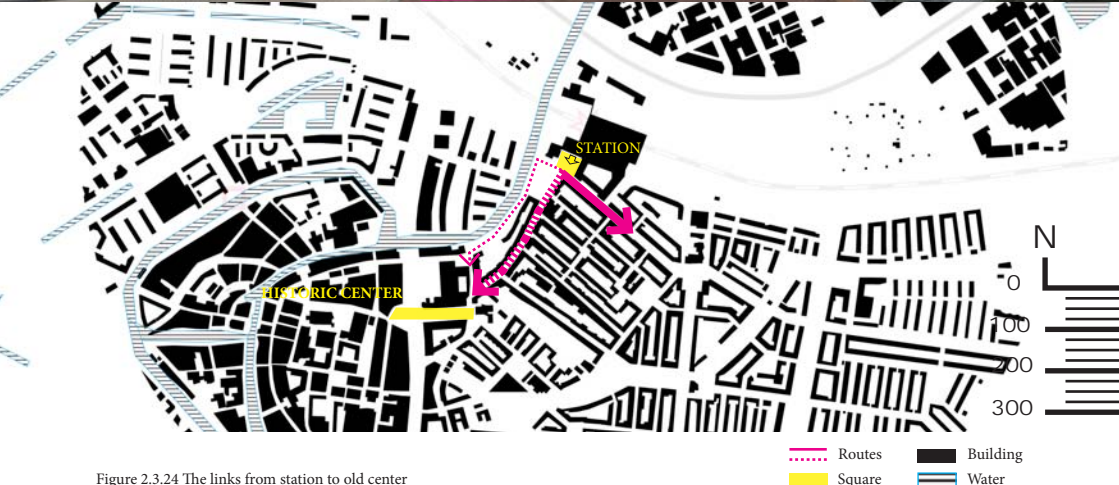 STATION
HISTORIC CENTER
N
0
100
200
300
Figure 2.3.24 The links from station to old center
Routes
Building
Square
Water